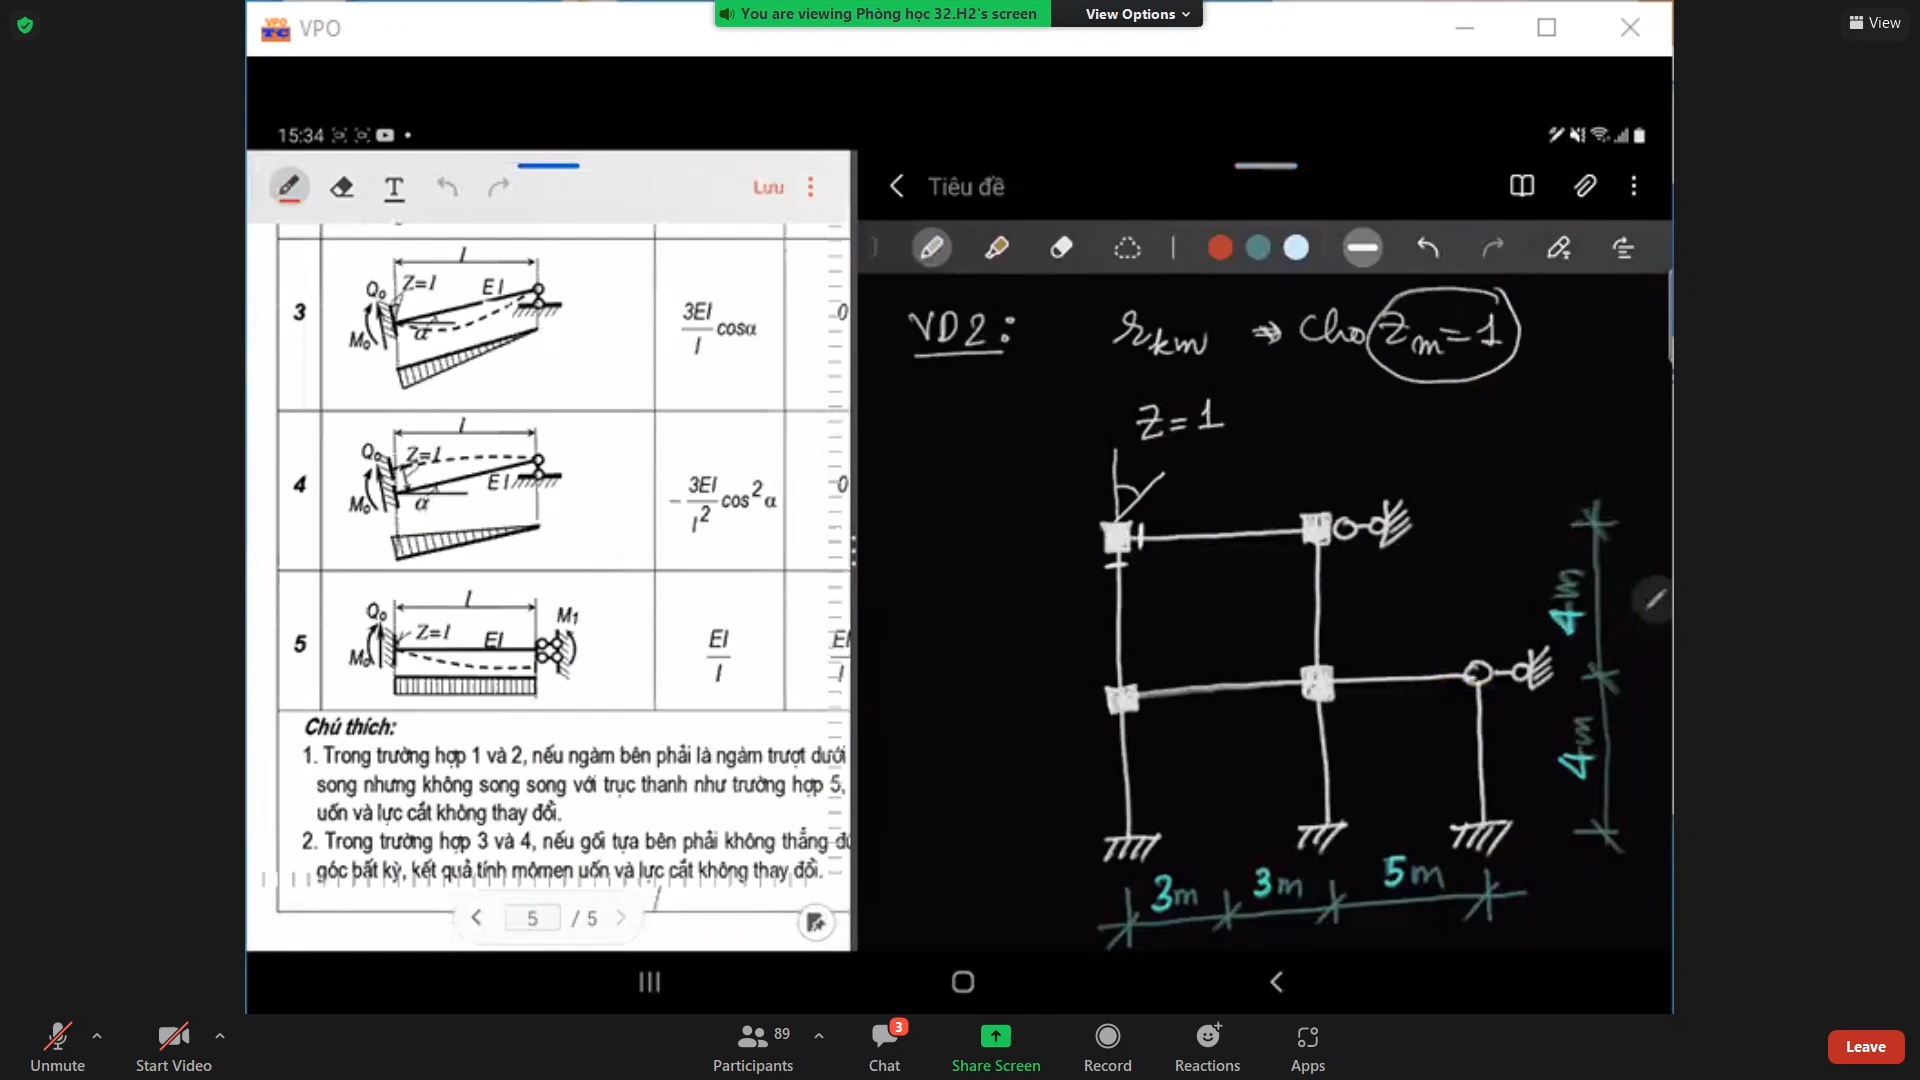 You are viewing Phòng học 32.H2's screen
View Options
View
VPO
TC
VPO
15:34
T
Lưu
Tiêu đề
3
l
Z=1
EI
Q₀
M₀
α
3EI/l cosα
0
4
l
Q₀
Z=1
EI
M₀
α
- 3EI/l² cos²α
0
5
l
Q₀
M₁
Z=1
EI
M₀
EI/l
EI/l
Chú thích:
1. Trong trường hợp 1 và 2, nếu ngàm bên phải là ngàm trượt dưới
song nhưng không song song với trục thanh như trường hợp 5,
uốn và lực cắt không thay đổi.
2. Trong trường hợp 3 và 4, nếu gối tựa bên phải không thẳng
góc bất kỳ, kết quả tính mômen uốn và lực cắt không thay đổi.
5 / 5
VD2: r_km ⇒ Cho Z_m=1
Z=1
4m
4m
3m 3m 5m
Unmute
Start Video
89
Participants
3
Chat
Share Screen
Record
Reactions
Apps
Leave